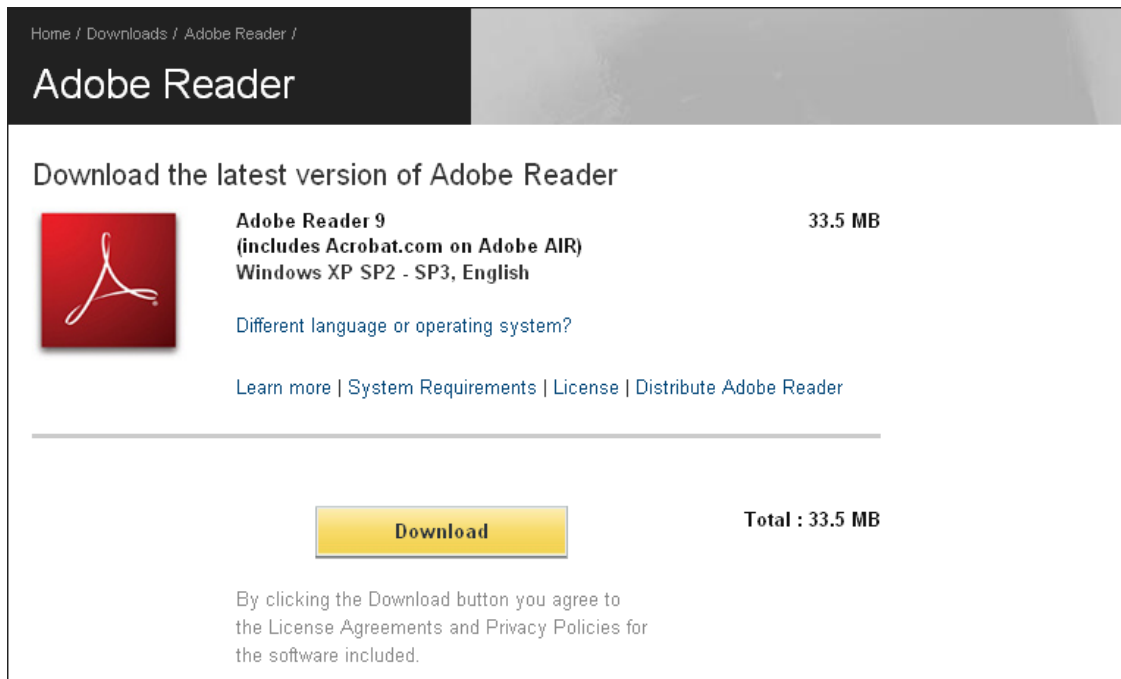 Home / Downloads / Adobe Reader /
Adobe Reader
Download the latest version of Adobe Reader
Adobe Reader 9 33.5 MB
(includes Acrobat.com on Adobe AIR)
Windows XP SP2 - SP3, English
Different language or operating system?
Learn more | System Requirements | License | Distribute Adobe Reader
Download Total : 33.5 MB
By clicking the Download button you agree to
the License Agreements and Privacy Policies for
the software included.